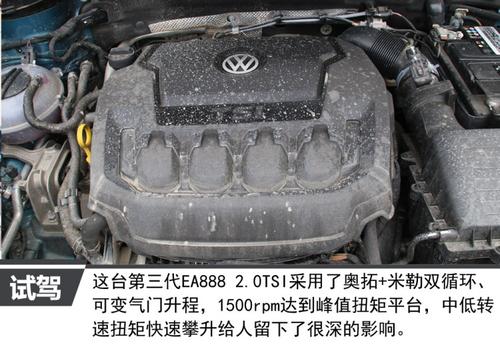 试驾
这台第三代EA888 2.0TSI采用了奥拓+米勒双循环、
可变气门升程，1500rpm达到峰值扭矩平台，中低转
速扭矩快速攀升给人留下了很深的影响。